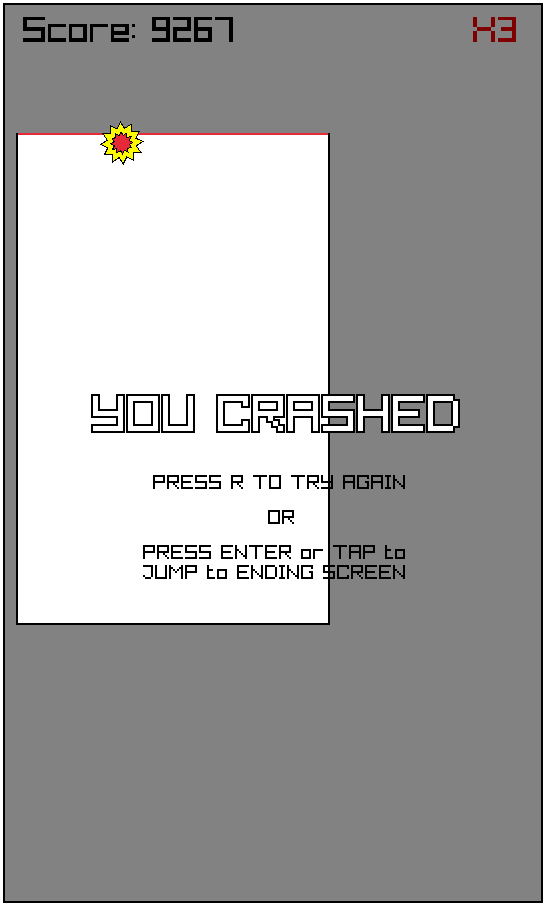 Score: 9267
X3
YOU CRASHED
PRESS R TO TRY AGAIN
OR
PRESS ENTER or TAP to
JUMP to ENDING SCREEN